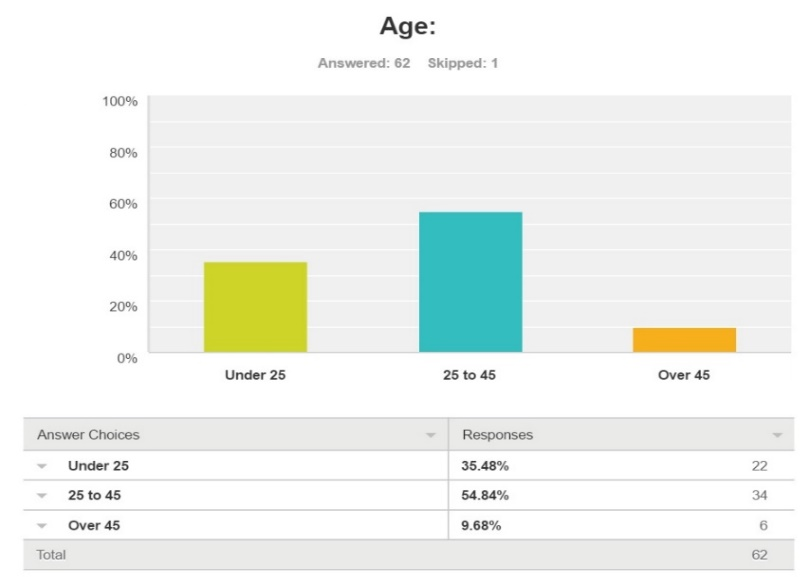 Age:
Answered: 62 Skipped: 1
100%
80%
60%
40%
20%
0%
Under 25 25 to 45 Over 45
Answer Choices Responses
Under 25 35.48% 22
25 to 45 54.84% 34
Over 45 9.68% 6
Total 62